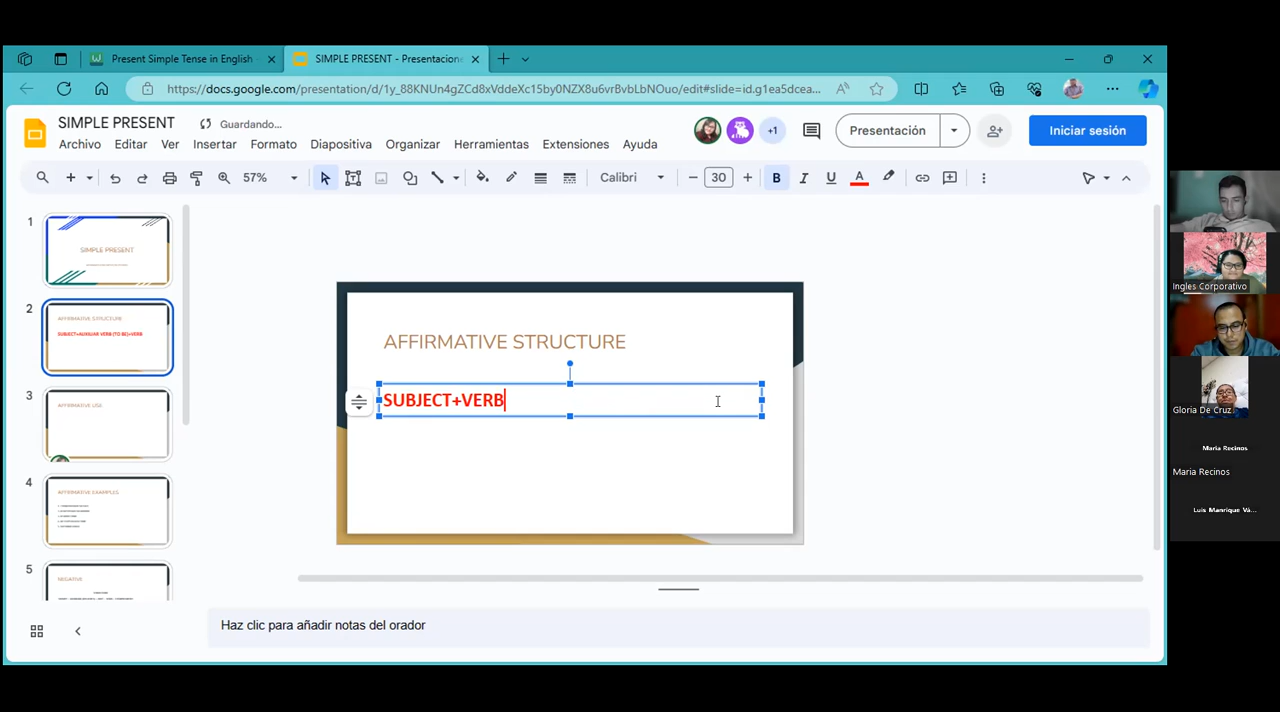 Present Simple Tense in English
SIMPLE PRESENT - Presentacione
https://docs.google.com/presentation/d/1y_88KNUn4gZCd8xVddeXc15by0NZX8u6vrBvbLbNOuo/edit#slide=id.g1ea5dcea...
SIMPLE PRESENT
Guardando...
+1
Presentación
Iniciar sesión
Archivo Editar Ver Insertar Formato Diapositiva Organizar Herramientas Extensiones Ayuda
57% Calibri 30 B I U A
1
SIMPLE PRESENT
2
AFFIRMATIVE STRUCTURE
SUBJECT+AUXILIAR VERB (TO BE)+VERB
3
AFFIRMATIVE USE
4
AFFIRMATIVE EXAMPLES
5
NEGATIVE
AFFIRMATIVE STRUCTURE
SUBJECT+VERB
Haz clic para añadir notas del orador
Ingles Corporativo
Gloria De Cruz
Maria Recinos
Maria Recinos
Luis Manrique Vá...